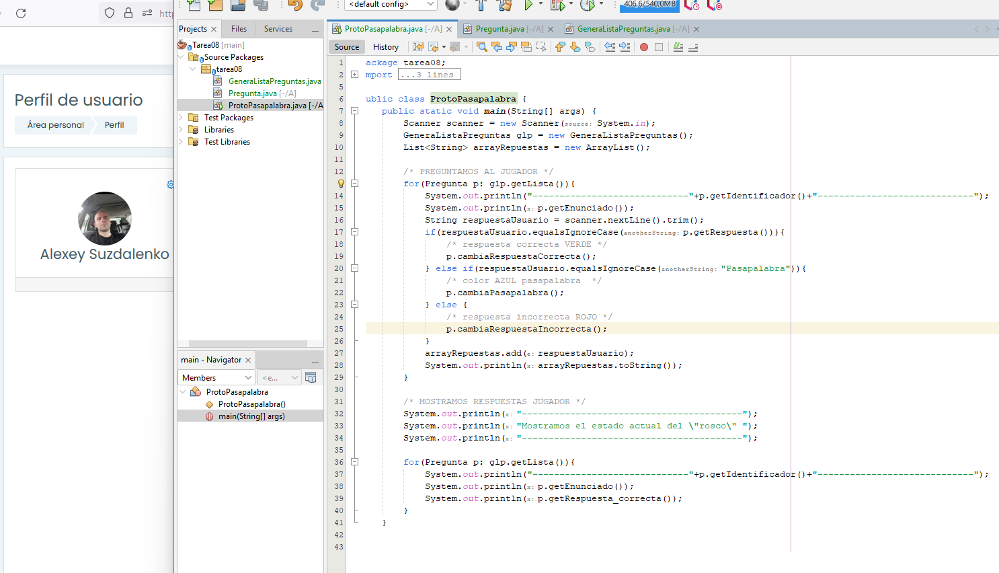 http
Perfil de usuario
Área personal
Perfil
Alexey Suzdalenko
<default config>
406,6/540,0MB
Projects
Files
Services
Tarea08 [main]
Source Packages
tarea08
GeneraListaPreguntas.java
Pregunta.java [-/A]
ProtoPasapalabra.java [-/A
Test Packages
Libraries
Test Libraries
main - Navigator
Members
<e...
ProtoPasapalabra
ProtoPasapalabra()
main(String[] args)
ProtoPasapalabra.java [-/A]
Pregunta.java [-/A]
GeneraListaPreguntas.java [-/A]
Source
History
1 ackage tarea08;
2 mport ...3 lines
5
6 ublic class ProtoPasapalabra {
7 public static void main(String[] args) {
8 Scanner scanner = new Scanner(source: System.in);
9 GeneraListaPreguntas glp = new GeneraListaPreguntas();
10 List<String> arrayRepuestas = new ArrayList();
11
12 /* PREGUNTAMOS AL JUGADOR */
for(Pregunta p: glp.getLista()){
14 System.out.println("-----------------------------"+p.getIdentificador()+"-----------------------------");
15 System.out.println(x: p.getEnunciado());
16 String respuestaUsuario = scanner.nextLine().trim();
17 if(respuestaUsuario.equalsIgnoreCase(anotherString: p.getRespuesta())){
18 /* respuesta correcta VERDE */
19 p.cambiaRespuestaCorrecta();
20 } else if(respuestaUsuario.equalsIgnoreCase(anotherString: "Pasapalabra")){
21 /* color AZUL pasapalabra  */
22 p.cambiaPasapalabra();
23 } else {
24 /* respuesta incorrecta ROJO */
25 p.cambiaRespuestaIncorrecta();
26 }
27 arrayRepuestas.add(e: respuestaUsuario);
28 System.out.println(x: arrayRepuestas.toString());
29 }
30
31 /* MOSTRAMOS RESPUESTAS JUGADOR */
32 System.out.println(x: "-----------------------------------------");
33 System.out.println(x: "Mostramos el estado actual del \"rosco\" ");
34 System.out.println(x: "-----------------------------------------");
35
36 for(Pregunta p: glp.getLista()){
37 System.out.println("-----------------------------"+p.getIdentificador()+"-----------------------------");
38 System.out.println(x: p.getEnunciado());
39 System.out.println(x: p.getRespuesta_correcta());
40 }
41 }
42
43